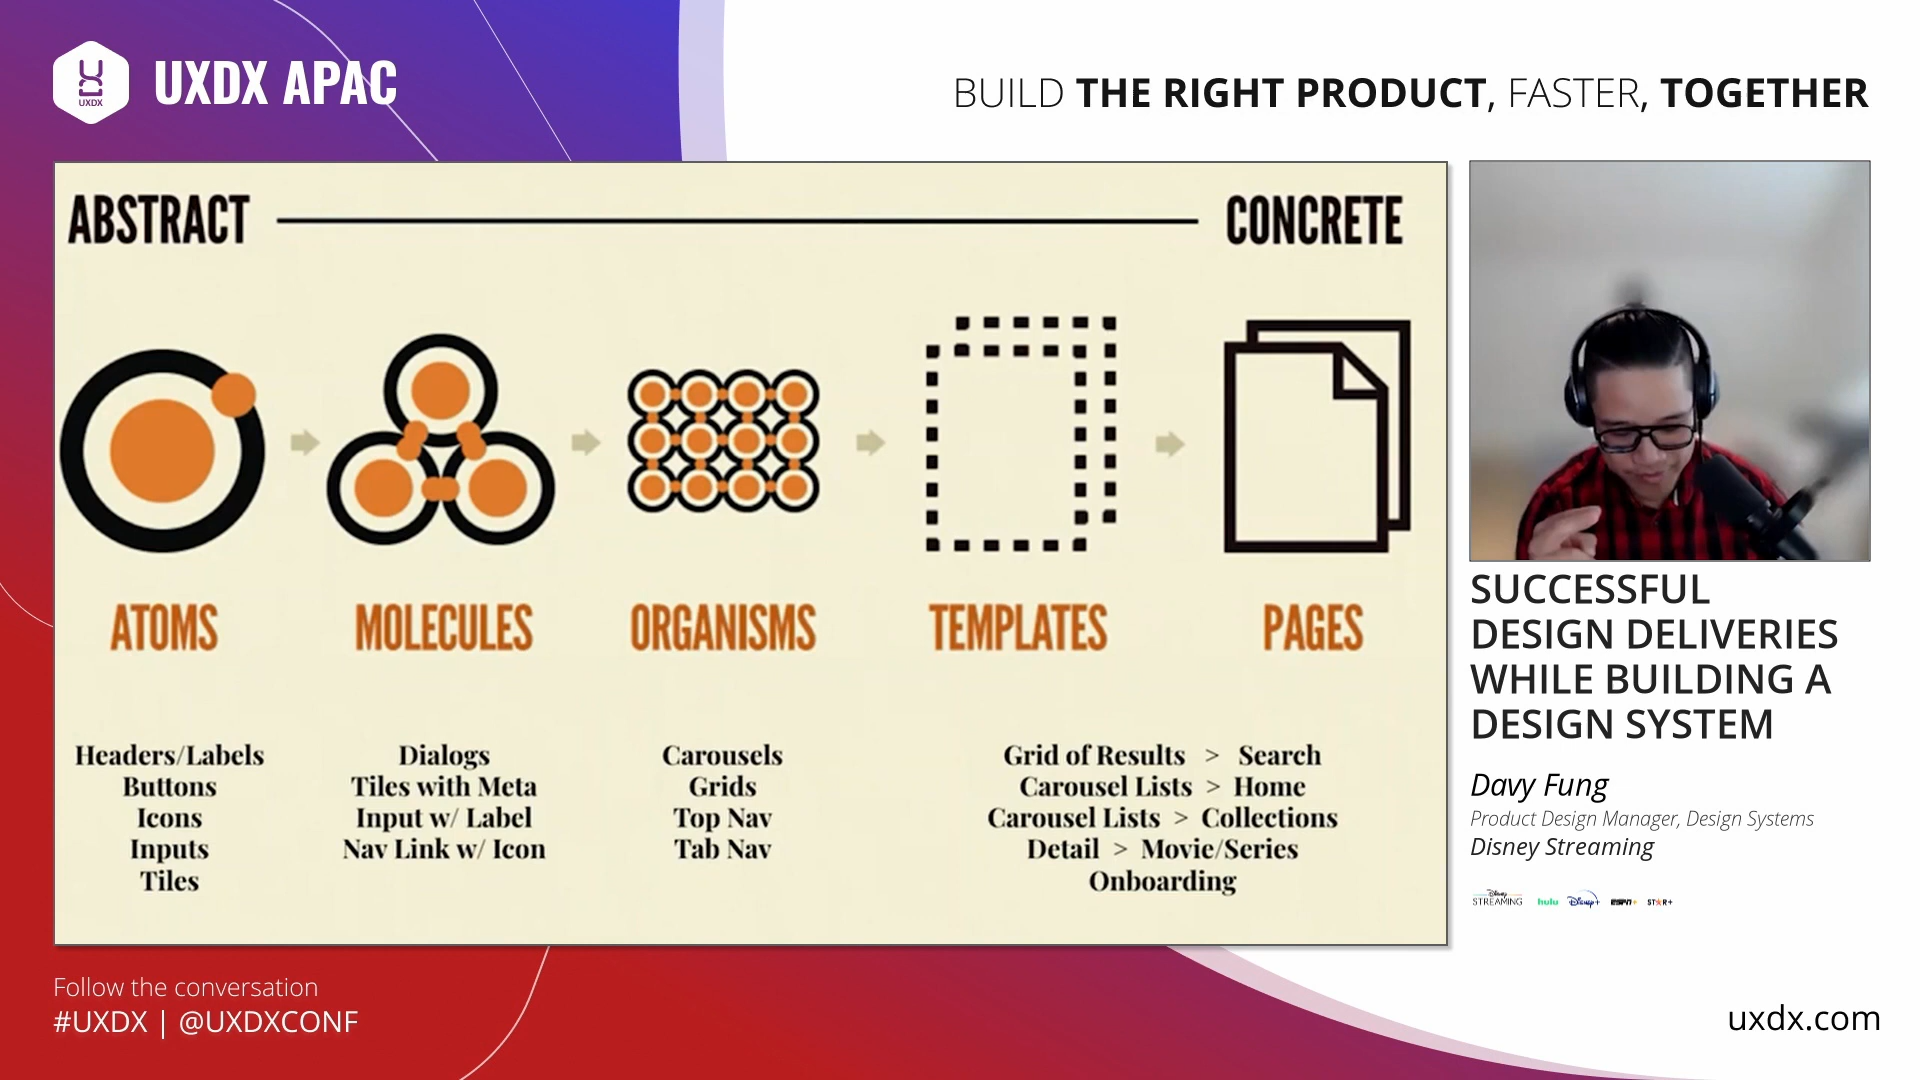 UXDX
UXDX APAC
BUILD THE RIGHT PRODUCT, FASTER, TOGETHER
ABSTRACT
CONCRETE
ATOMS
MOLECULES
ORGANISMS
TEMPLATES
PAGES
Headers/Labels
Buttons
Icons
Inputs
Tiles
Dialogs
Tiles with Meta
Input w/ Label
Nav Link w/ Icon
Carousels
Grids
Top Nav
Tab Nav
Grid of Results > Search
Carousel Lists > Home
Carousel Lists > Collections
Detail > Movie/Series
Onboarding
SUCCESSFUL
DESIGN DELIVERIES
WHILE BUILDING A
DESIGN SYSTEM
Davy Fung
Product Design Manager, Design Systems
Disney Streaming
Disney
STREAMING
hulu
Disney+
ESPN+
ST★R+
Follow the conversation
#UXDX | @UXDXCONF
uxdx.com